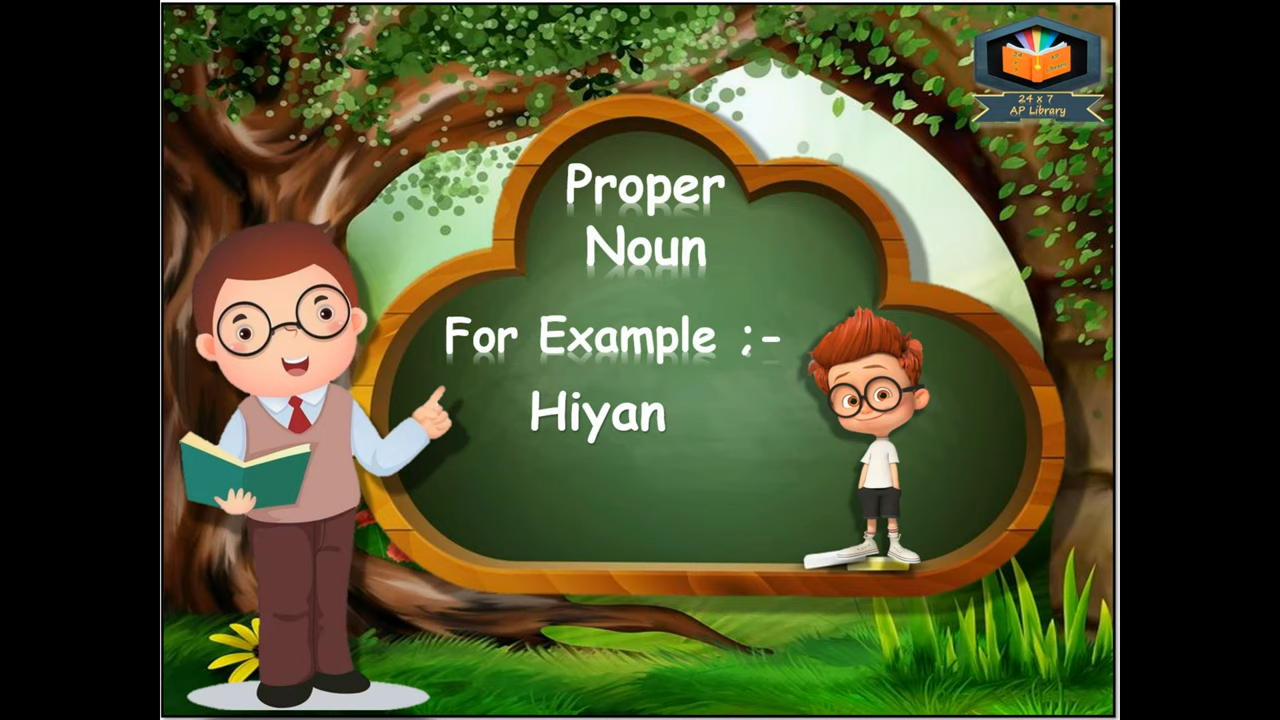 Proper
Noun
For Example ;-
Hiyan
24 x 7
AP Library